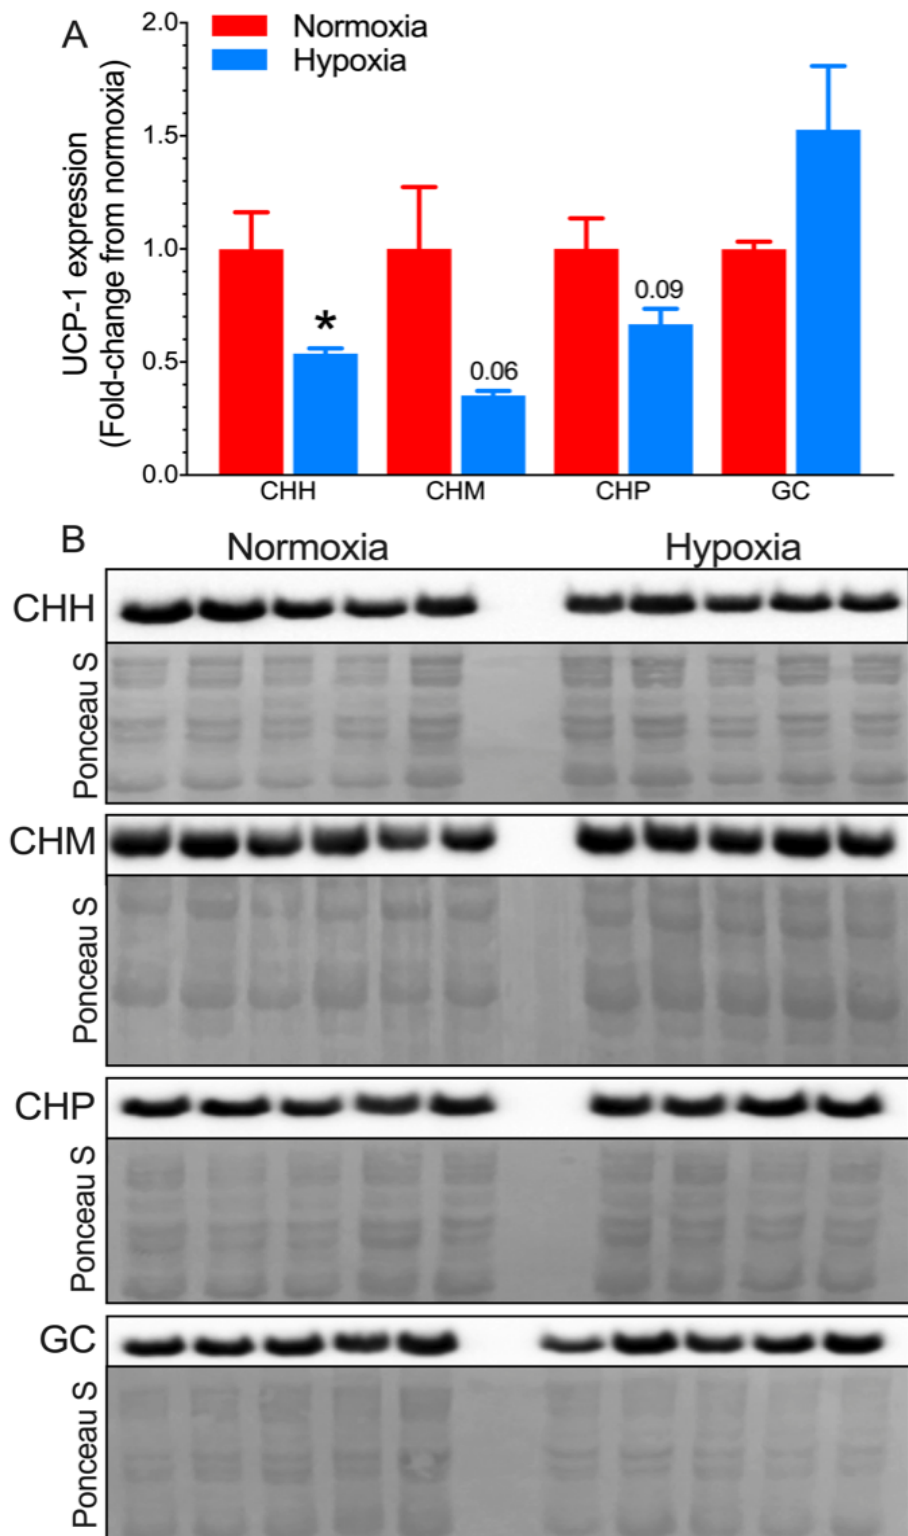 A
Normoxia
Hypoxia
UCP-1 expression
(Fold-change from normoxia)
2.0
1.5
1.0
0.5
0.0
*
0.06
0.09
CHH
CHM
CHP
GC
B
Normoxia
Hypoxia
CHH
Ponceau S
CHM
Ponceau S
CHP
Ponceau S
GC
Ponceau S